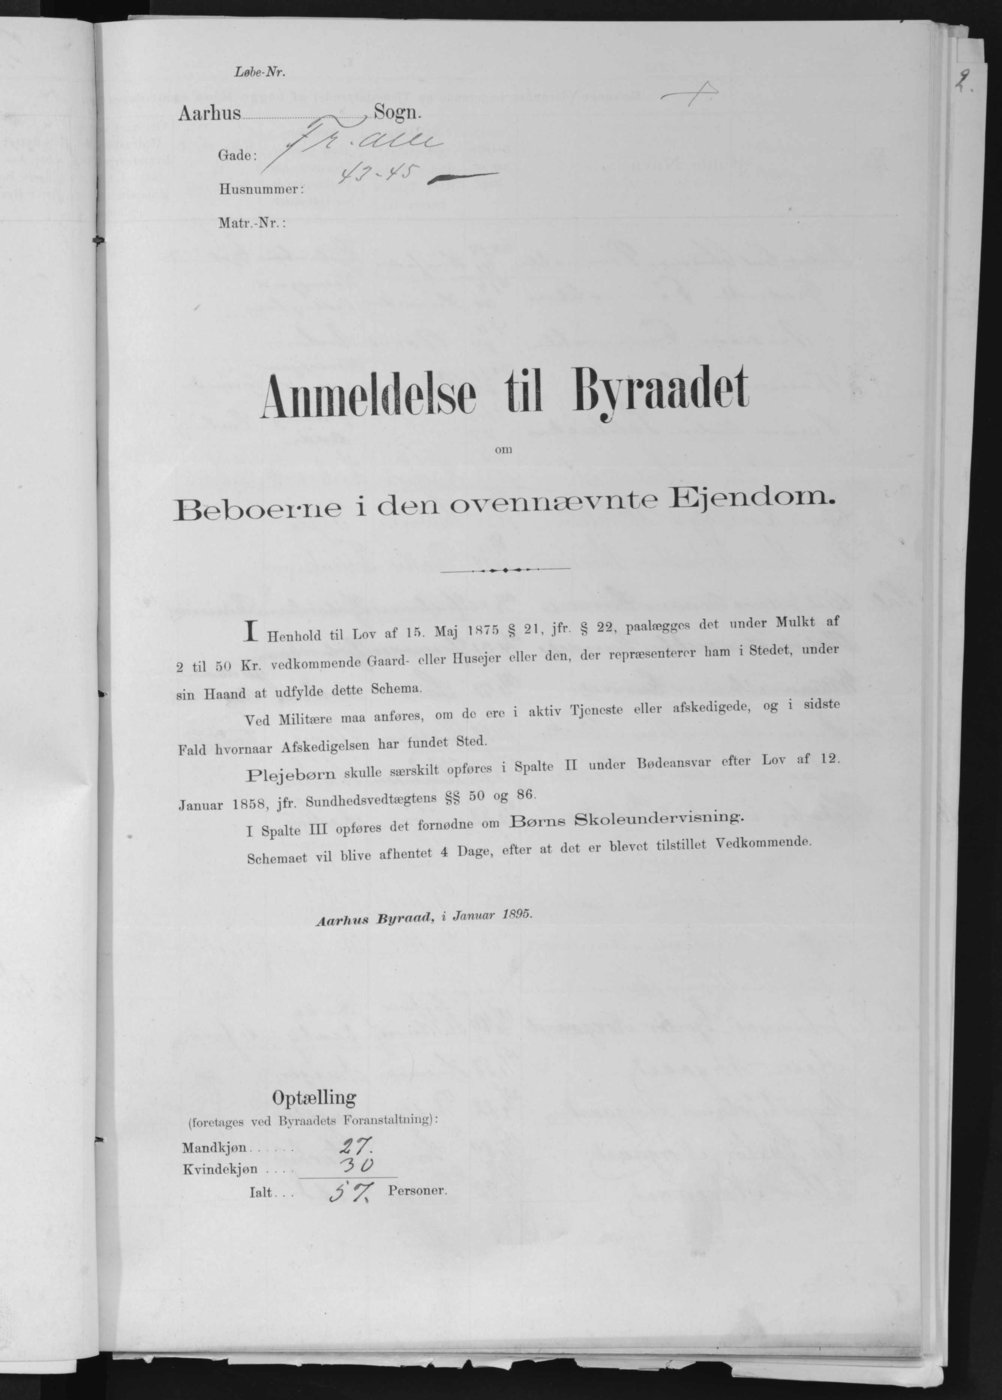 2.
Løbe-Nr.
Aarhus Sogn.
Gade: Fr. alle
Husnummer: 43-45
Matr.-Nr.:
Anmeldelse til Byraadet
om
Beboerne i den ovennævnte Ejendom.
I Henhold til Lov af 15. Maj 1875 § 21, jfr. § 22, paalægges det under Mulkt af
2 til 50 Kr. vedkommende Gaard- eller Husejer eller den, der repræsenterer ham i Stedet, under
sin Haand at udfylde dette Schema.
Ved Militære maa anføres, om de ere i aktiv Tjeneste eller afskedigede, og i sidste
Fald hvornaar Afskedigelsen har fundet Sted.
Plejebørn skulle særskilt opføres i Spalte II under Bødeansvar efter Lov af 12.
Januar 1858, jfr. Sundhedsvedtægtens §§ 50 og 86.
I Spalte III opføres det fornødne om Børns Skoleundervisning.
Schemaet vil blive afhentet 4 Dage, efter at det er blevet tilstillet Vedkommende.
Aarhus Byraad, i Januar 1895.
Optælling
(foretages ved Byraadets Foranstaltning):
Mandkjøn...... 27.
Kvindekjøn .... 30
Ialt... 57. Personer.